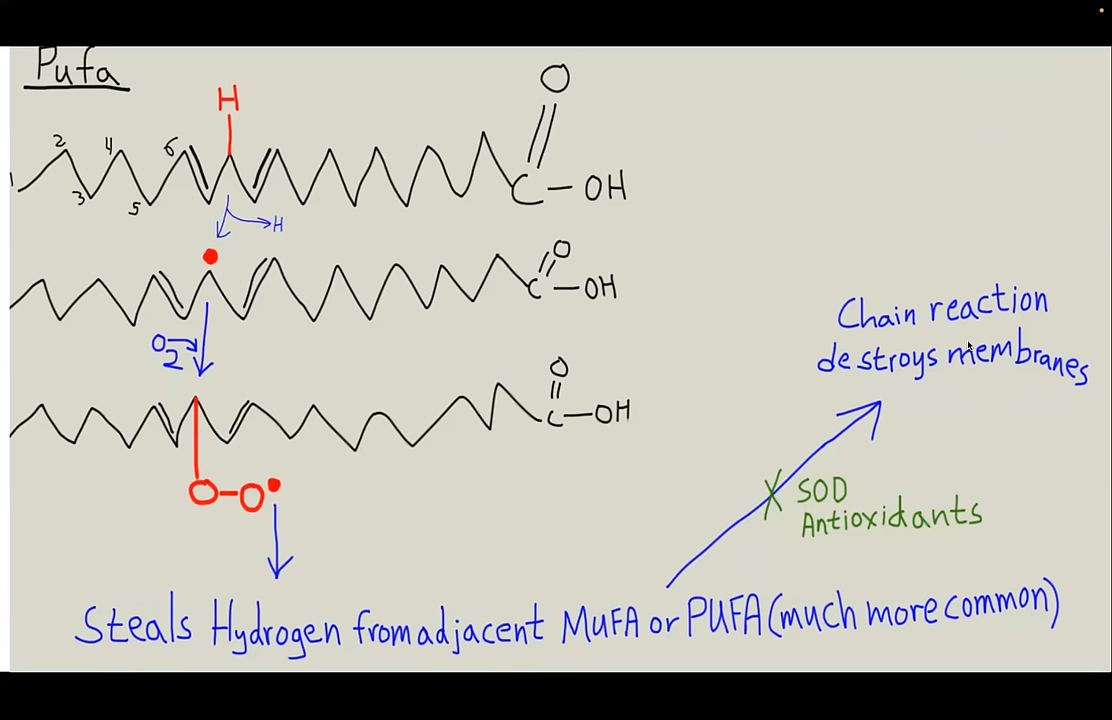 Pufa
H
O
1 2 3 4 5 6
C-OH
H
O
C-OH
O2
O
C-OH
O-O
Chain reaction
destroys membranes
X SOD
Antioxidants
Steals Hydrogen from adjacent MUFA or PUFA (much more common)